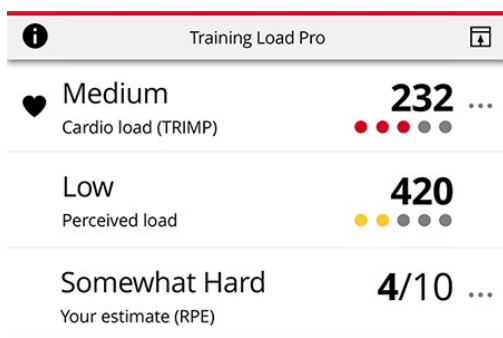 Training Load Pro
Medium 232
Cardio load (TRIMP)
Low 420
Perceived load
Somewhat Hard 4/10
Your estimate (RPE)